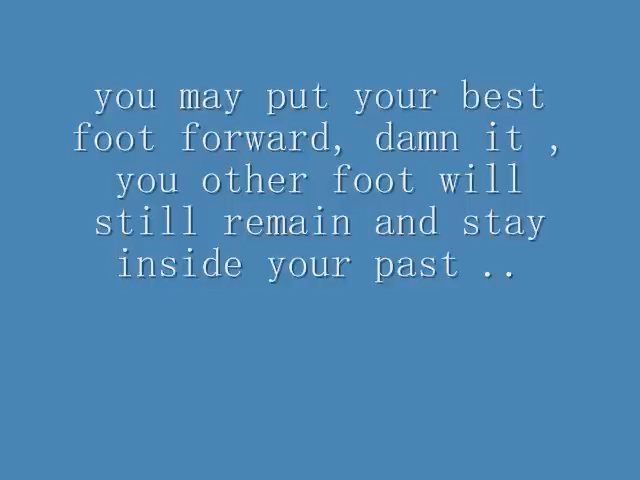 you may put your best
foot forward, damn it ,
you other foot will
still remain and stay
inside your past ..